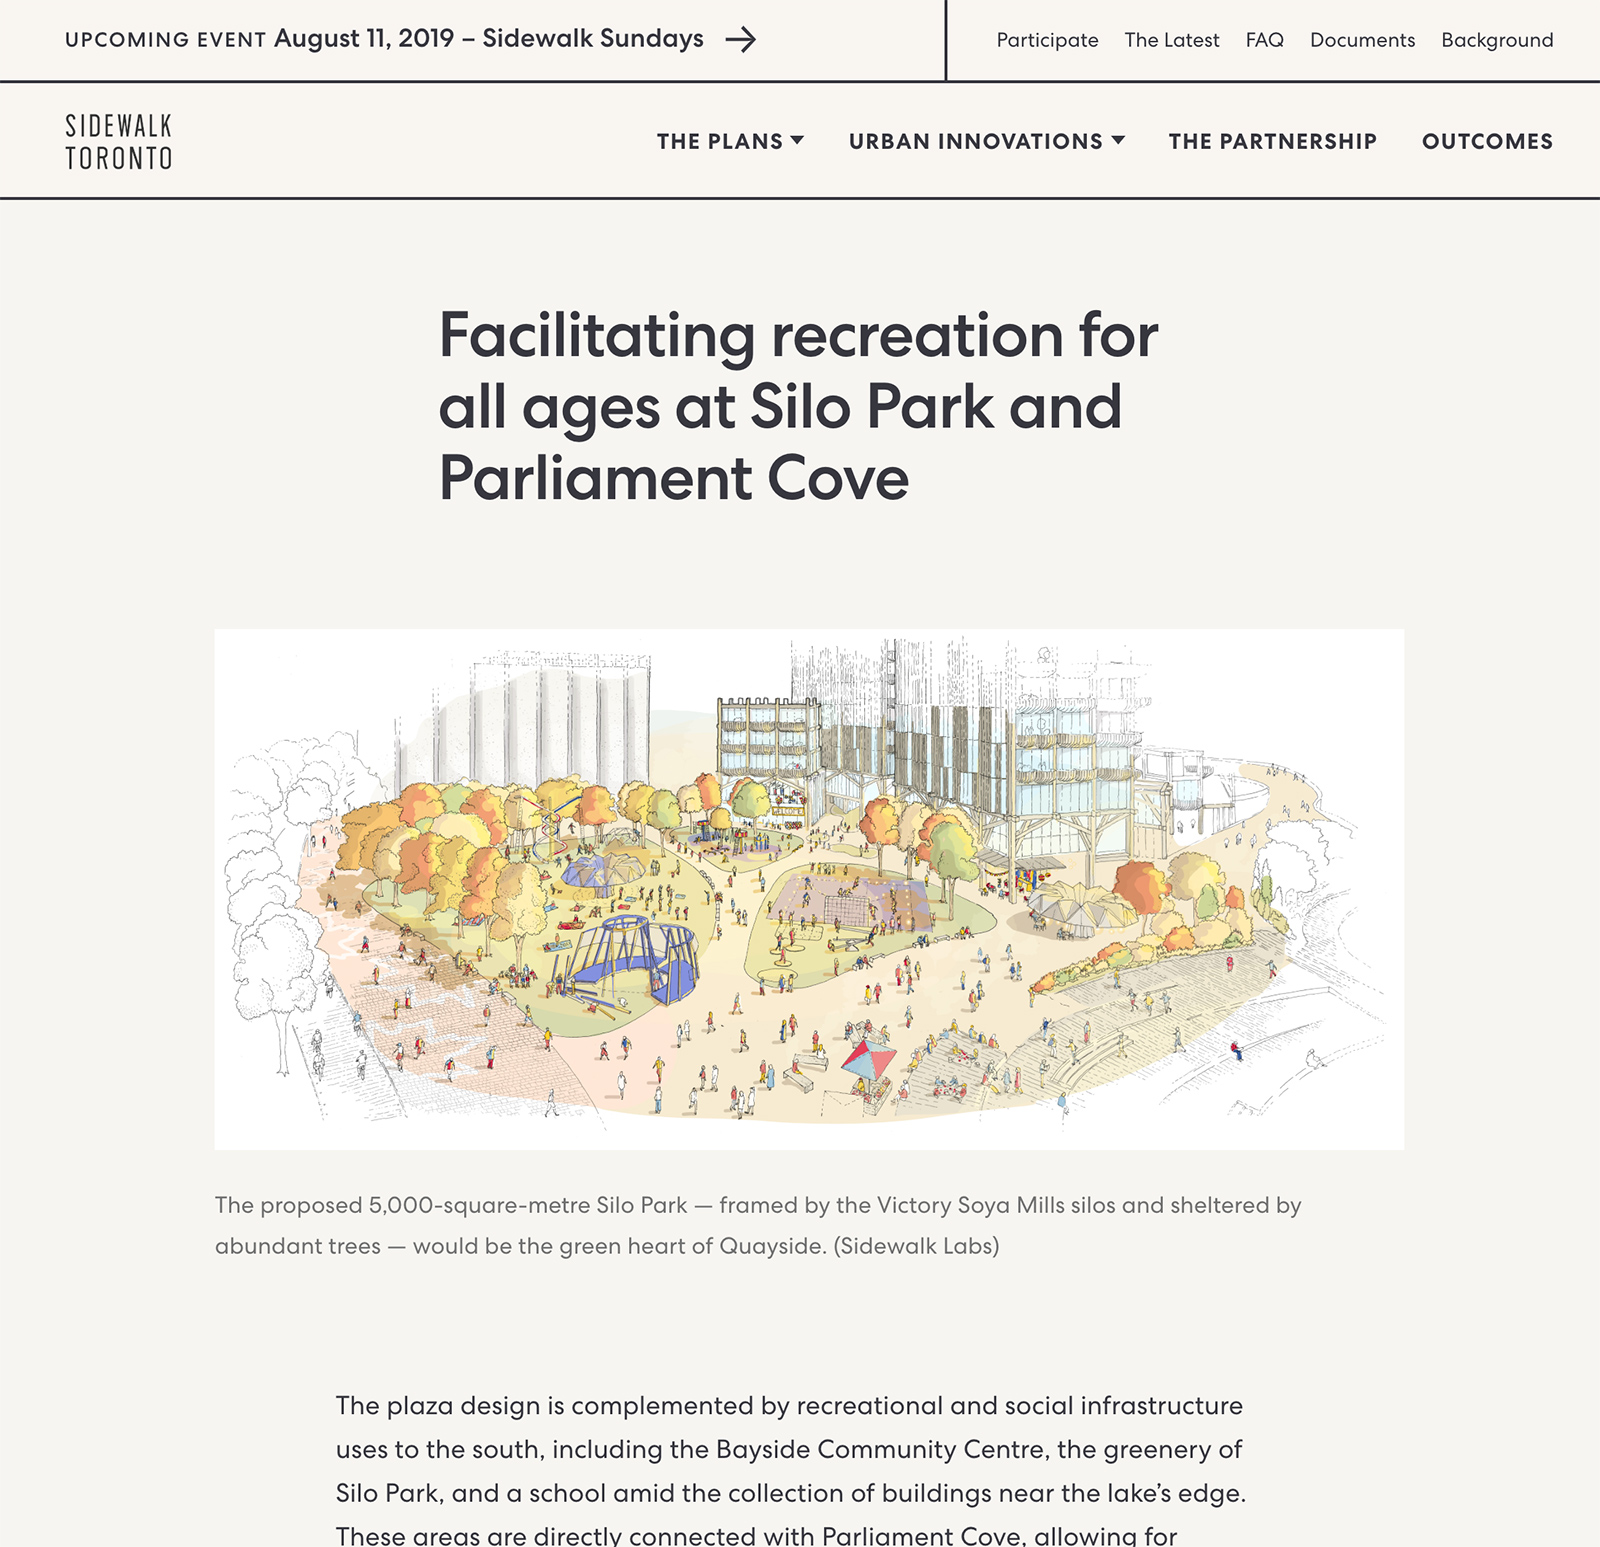 UPCOMING EVENT August 11, 2019 – Sidewalk Sundays
Participate The Latest FAQ Documents Background
SIDEWALK
TORONTO
THE PLANS URBAN INNOVATIONS THE PARTNERSHIP OUTCOMES
Facilitating recreation for
all ages at Silo Park and
Parliament Cove
The proposed 5,000-square-metre Silo Park — framed by the Victory Soya Mills silos and sheltered by
abundant trees — would be the green heart of Quayside. (Sidewalk Labs)
The plaza design is complemented by recreational and social infrastructure
uses to the south, including the Bayside Community Centre, the greenery of
Silo Park, and a school amid the collection of buildings near the lake’s edge.
These areas are directly connected with Parliament Cove, allowing for